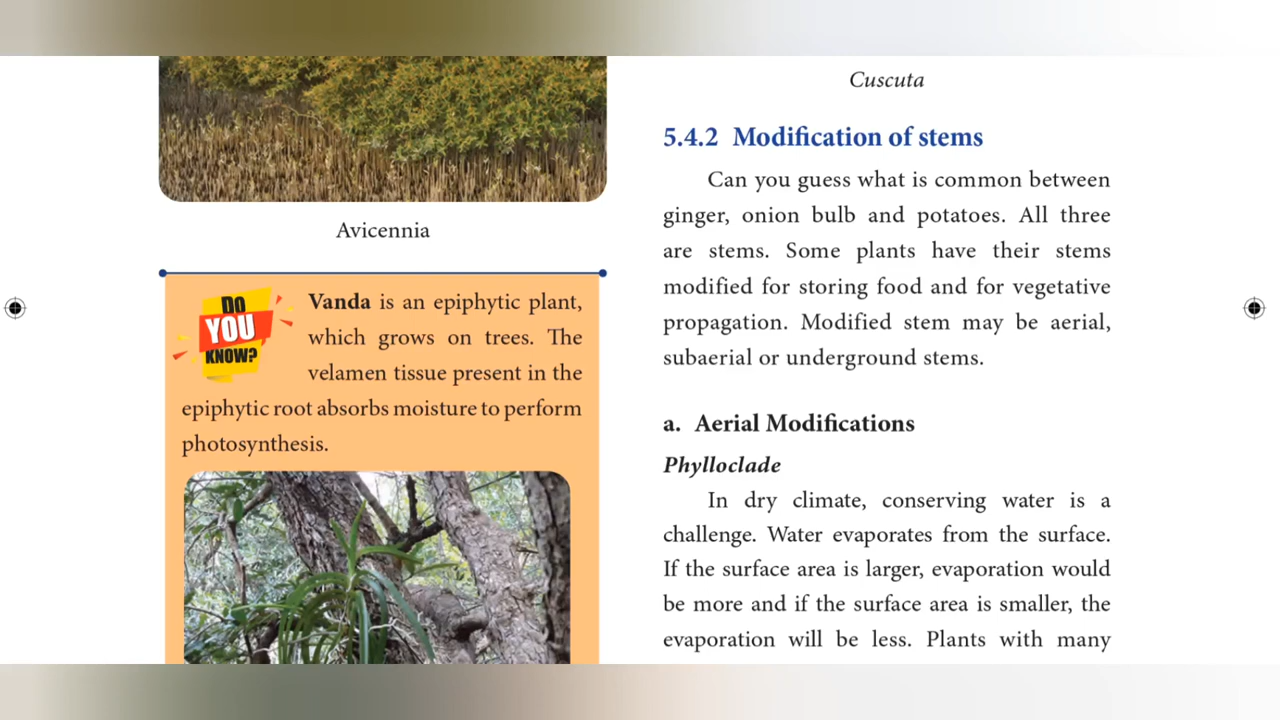 Avicennia
DO
YOU
KNOW?
Vanda is an epiphytic plant,
which grows on trees. The
velamen tissue present in the
epiphytic root absorbs moisture to perform
photosynthesis.
Cuscuta
5.4.2 Modification of stems
Can you guess what is common between
ginger, onion bulb and potatoes. All three
are stems. Some plants have their stems
modified for storing food and for vegetative
propagation. Modified stem may be aerial,
subaerial or underground stems.
a. Aerial Modifications
Phylloclade
In dry climate, conserving water is a
challenge. Water evaporates from the surface.
If the surface area is larger, evaporation would
be more and if the surface area is smaller, the
evaporation will be less. Plants with many